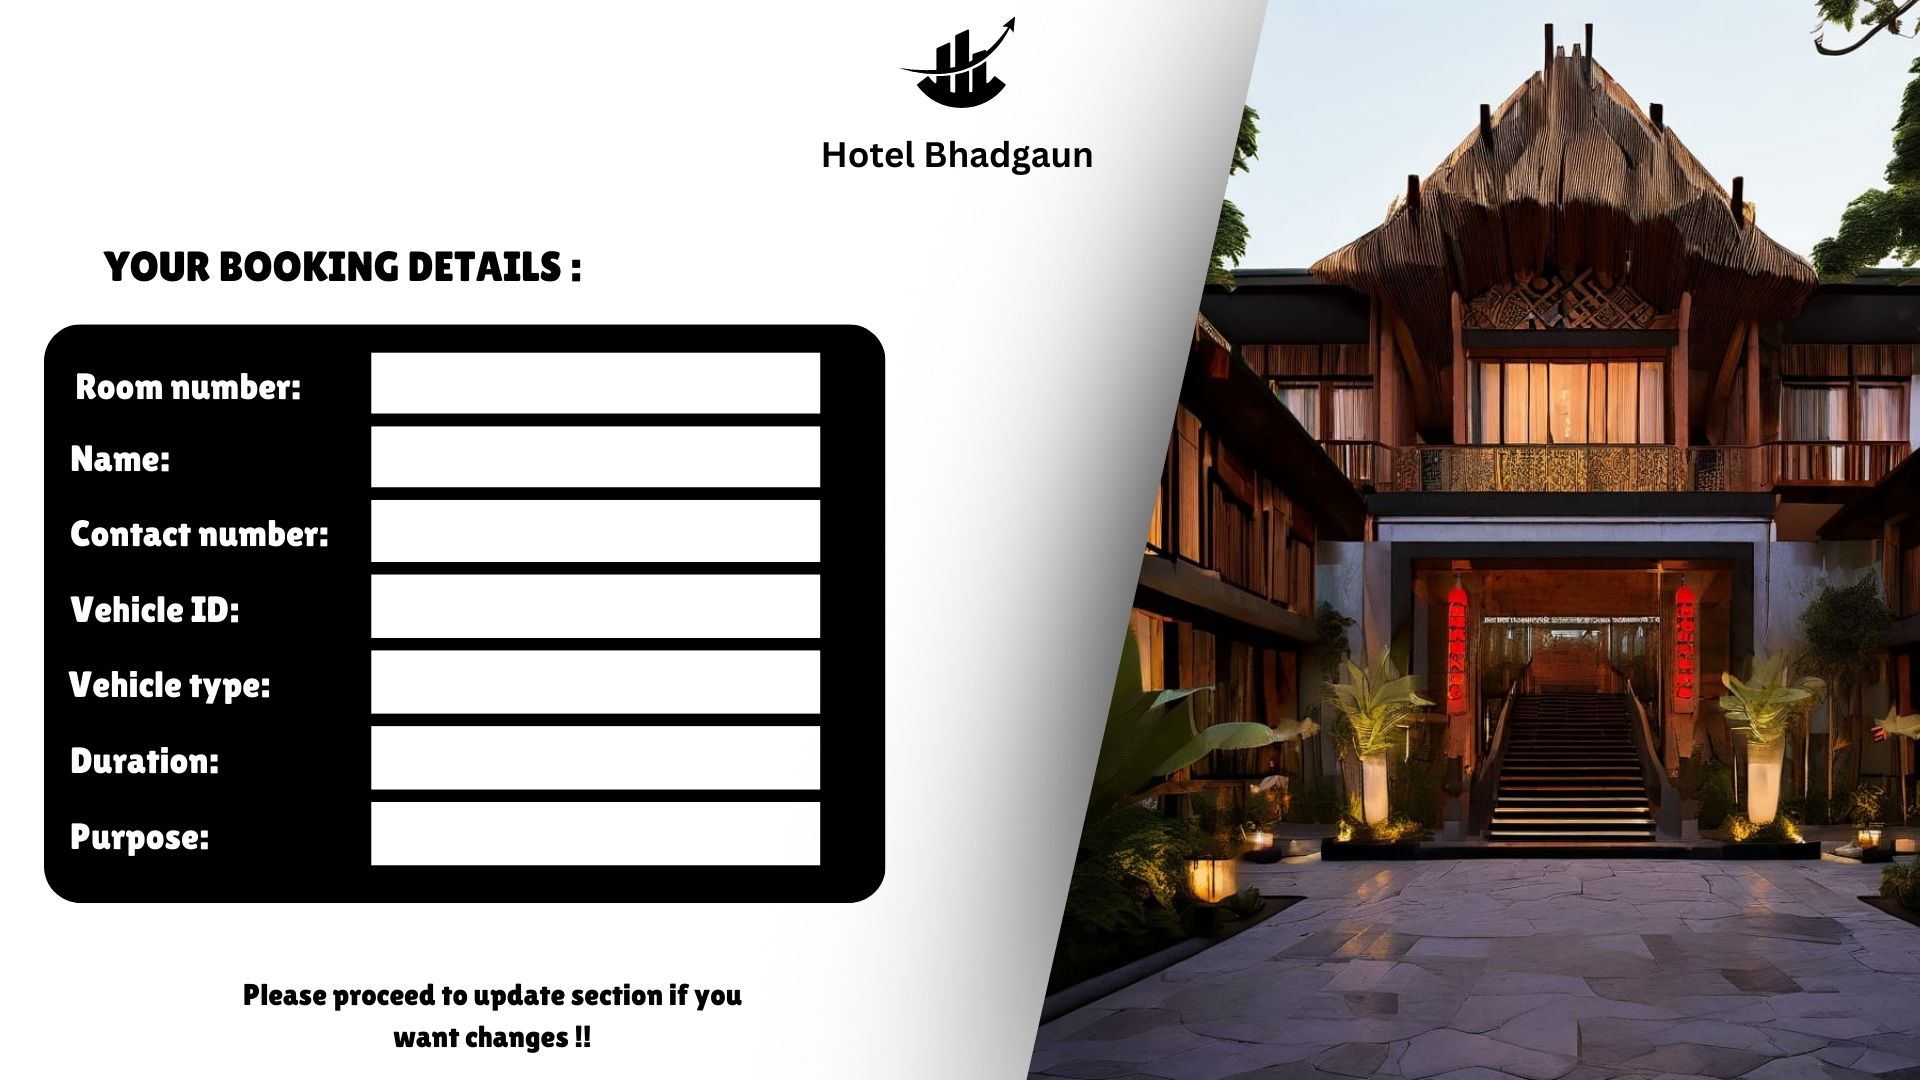 Hotel Bhadgaun
YOUR BOOKING DETAILS :
Room number:
Name:
Contact number:
Vehicle ID:
Vehicle type:
Duration:
Purpose:
Please proceed to update section if you
want changes !!